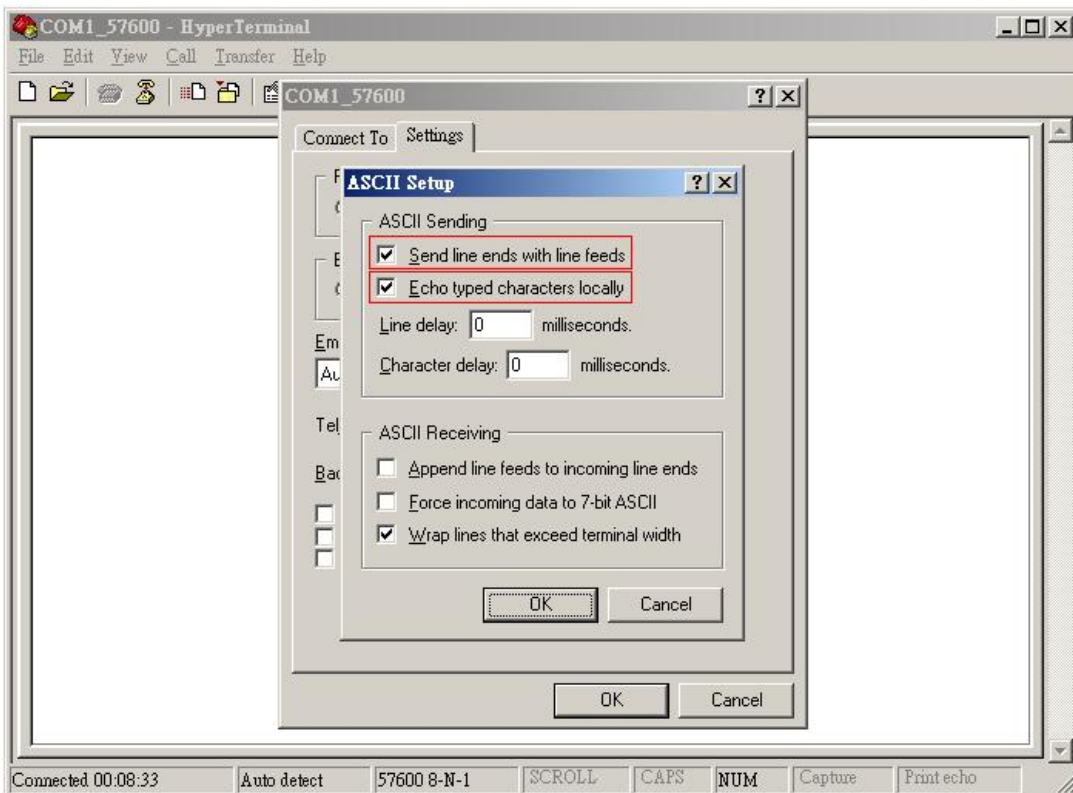 COM1_57600 - HyperTerminal
File Edit View Call Transfer Help
COM1_57600
Connect To Settings
ASCII Setup
ASCII Sending
Send line ends with line feeds
Echo typed characters locally
Line delay: 0 milliseconds.
Character delay: 0 milliseconds.
ASCII Receiving
Append line feeds to incoming line ends
Force incoming data to 7-bit ASCII
Wrap lines that exceed terminal width
OK Cancel
OK Cancel
Connected 00:08:33 Auto detect 57600 8-N-1 SCROLL CAPS NUM Capture Print echo